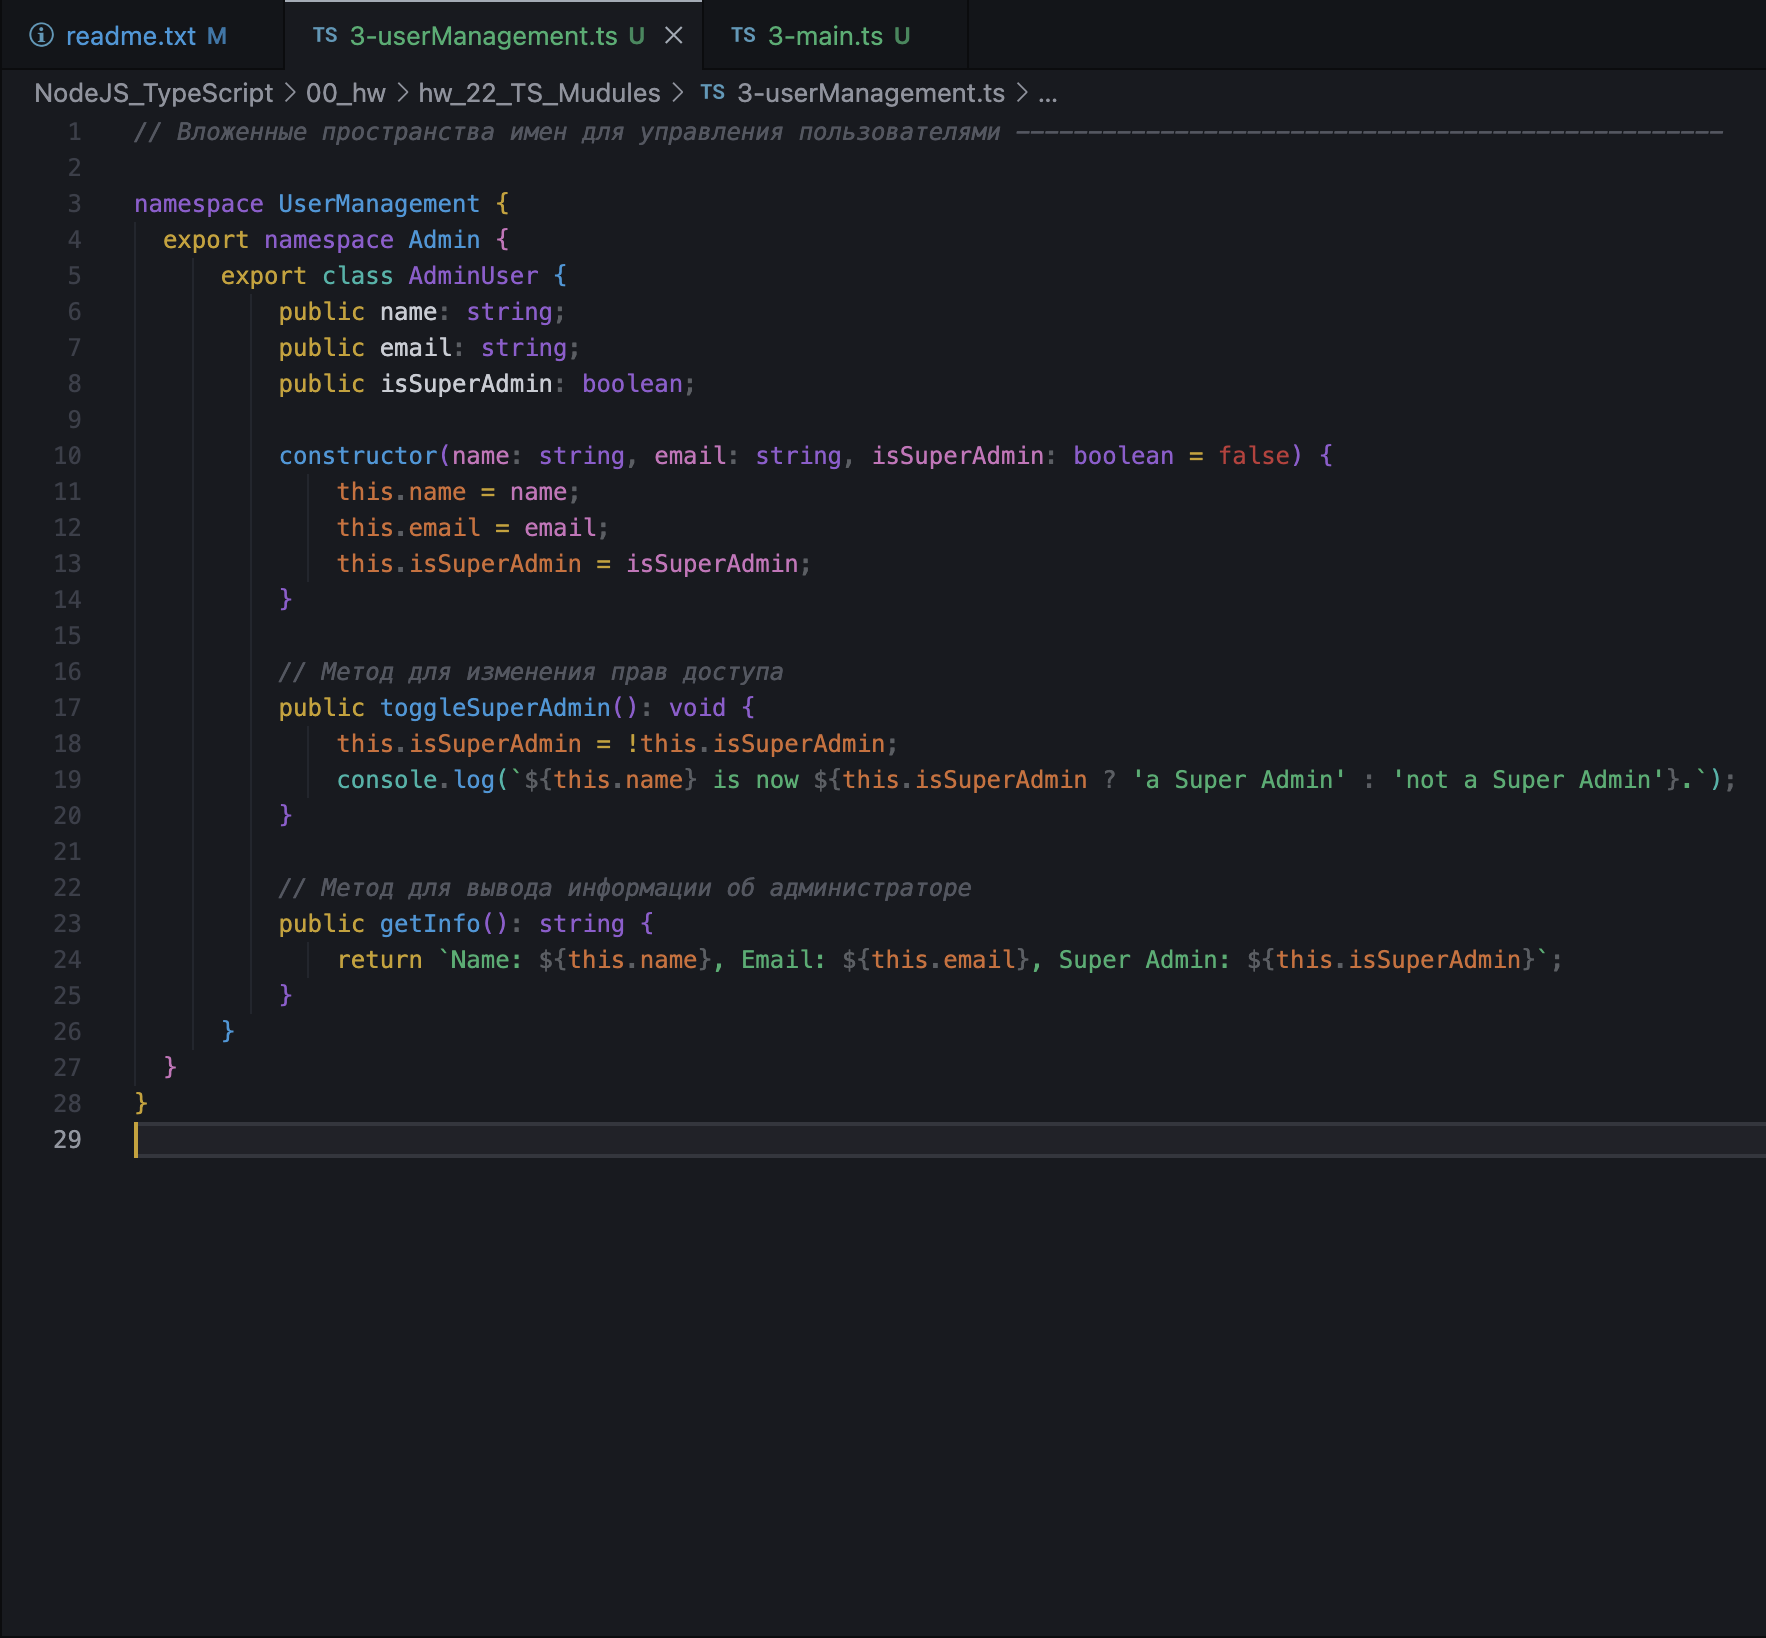 readme.txt M TS 3-userManagement.ts U TS 3-main.ts U
NodeJS_TypeScript > 00_hw > hw_22_TS_Mudules > TS 3-userManagement.ts > ...
1 // Вложенные пространства имен для управления пользователями -------------------------------------------------
2
3 namespace UserManagement {
4   export namespace Admin {
5       export class AdminUser {
6           public name: string;
7           public email: string;
8           public isSuperAdmin: boolean;
9
10           constructor(name: string, email: string, isSuperAdmin: boolean = false) {
11               this.name = name;
12               this.email = email;
13               this.isSuperAdmin = isSuperAdmin;
14           }
15
16           // Метод для изменения прав доступа
17           public toggleSuperAdmin(): void {
18               this.isSuperAdmin = !this.isSuperAdmin;
19               console.log(`${this.name} is now ${this.isSuperAdmin ? 'a Super Admin' : 'not a Super Admin'}.`);
20           }
21
22           // Метод для вывода информации об администраторе
23           public getInfo(): string {
24               return `Name: ${this.name}, Email: ${this.email}, Super Admin: ${this.isSuperAdmin}`;
25           }
26       }
27   }
28 }
29